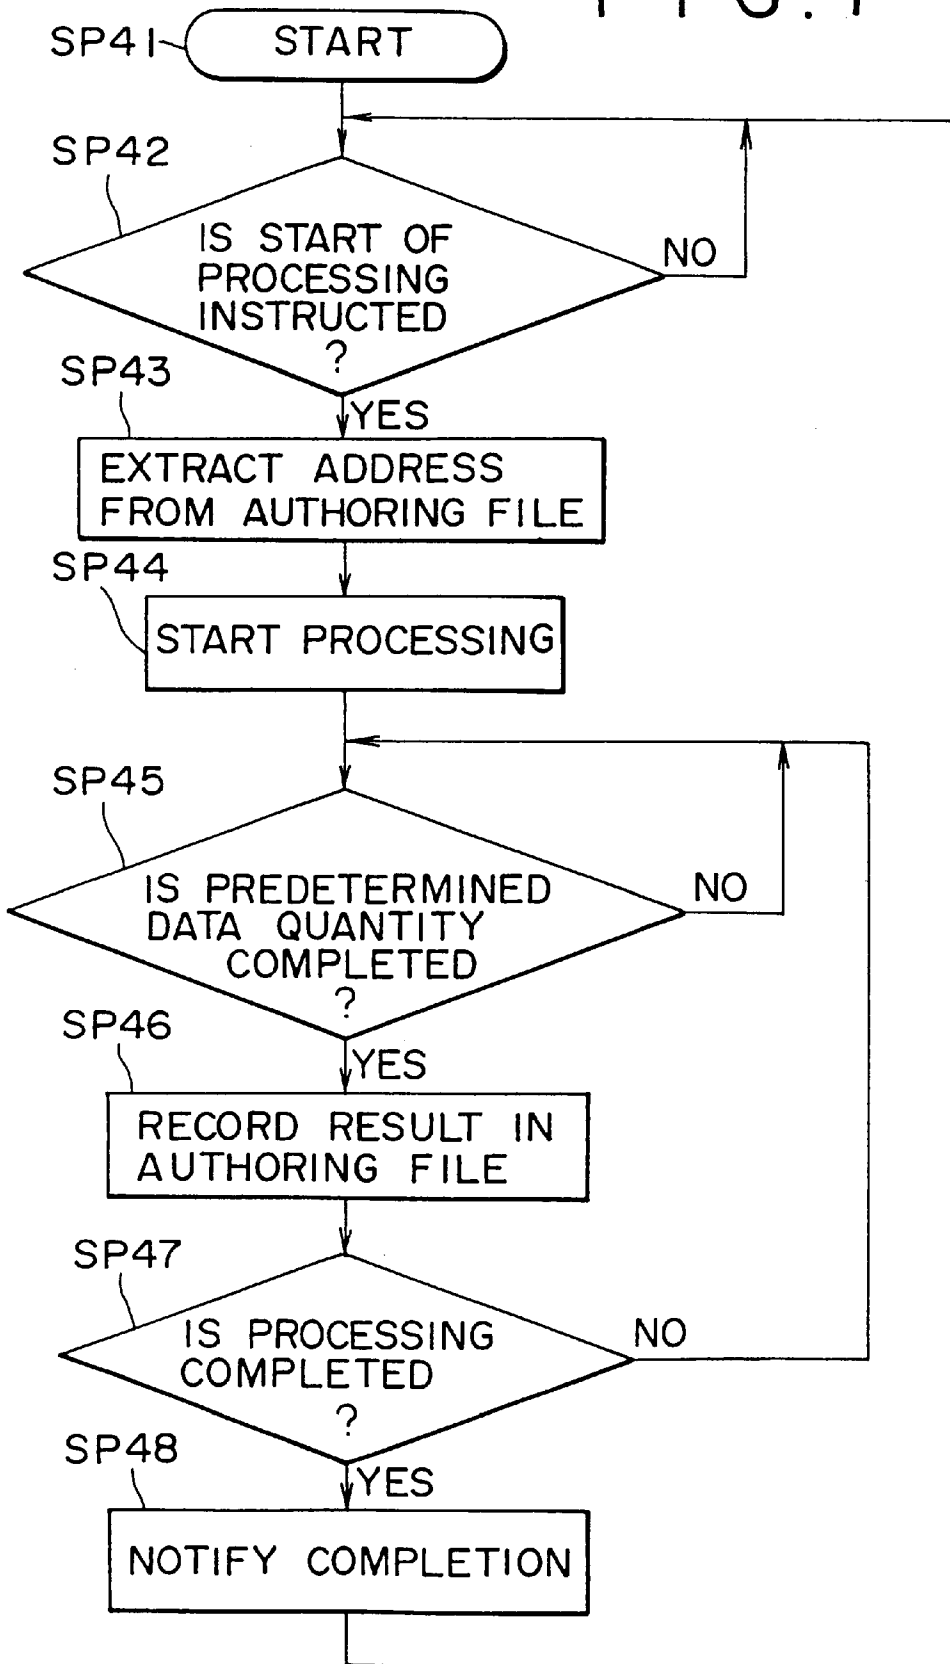 SP41
START
SP42
IS START OF
PROCESSING
INSTRUCTED
?
NO
SP43
YES
EXTRACT ADDRESS
FROM AUTHORING FILE
SP44
START PROCESSING
SP45
IS PREDETERMINED
DATA QUANTITY
COMPLETED
?
NO
SP46
YES
RECORD RESULT IN
AUTHORING FILE
SP47
IS PROCESSING
COMPLETED
?
NO
SP48
YES
NOTIFY COMPLETION